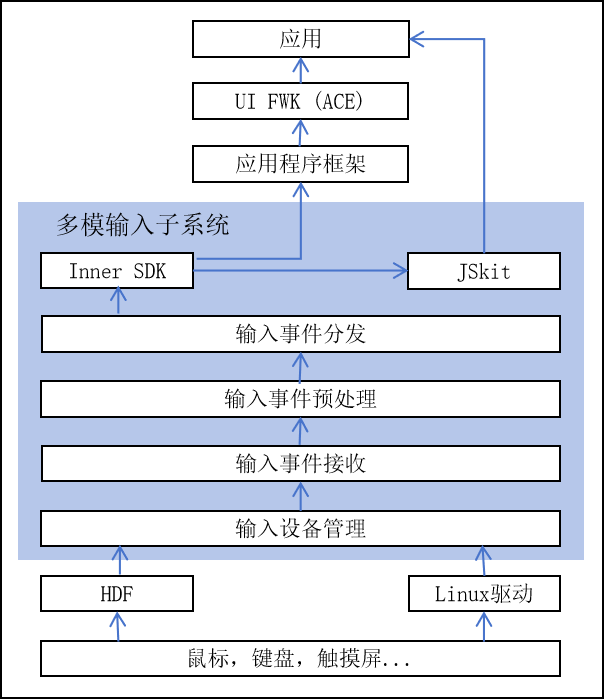 应用
UI FWK (ACE)
应用程序框架
多模输入子系统
Inner SDK
JSkit
输入事件分发
输入事件预处理
输入事件接收
输入设备管理
HDF
Linux驱动
鼠标，键盘，触摸屏...